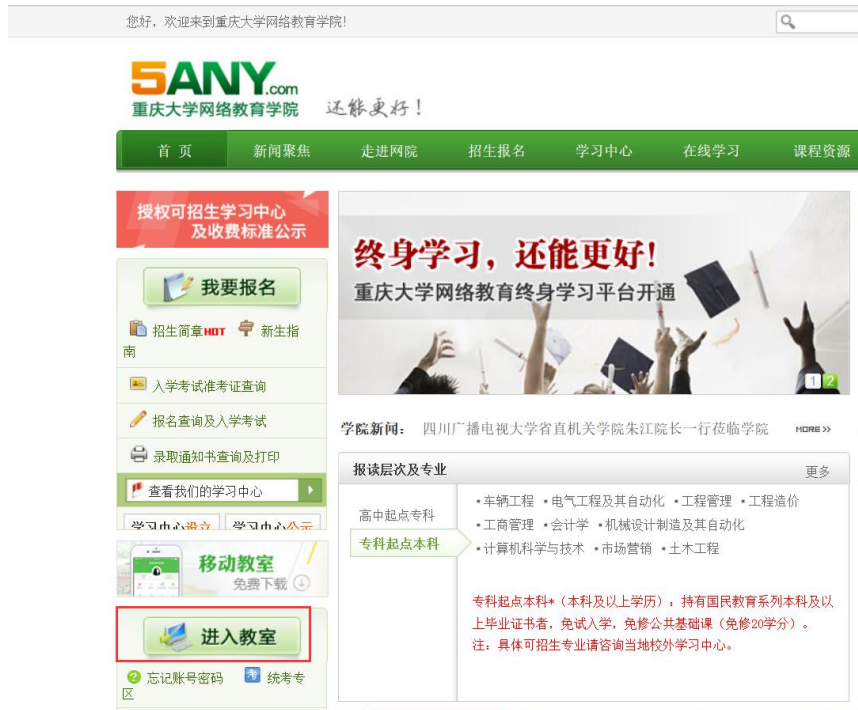 您好，欢迎来到重庆大学网络教育学院!
5ANY.com
重庆大学网络教育学院
还能更好!
首 页 新闻聚焦 走进网院 招生报名 学习中心 在线学习 课程资源
授权可招生学习中心
及收费标准公示
我要报名
招生简章HOT 新生指
南
入学考试准考证查询
报名查询及入学考试
录取通知书查询及打印
查看我们的学习中心
学习中心设立 学习中心公示
移动教室
免费下载
进入教室
忘记账号密码 统考专
区
终身学习，还能更好!
重庆大学网络教育终身学习平台开通
1 2
学院新闻： 四川广播电视大学省直机关学院朱江院长一行莅临学院 MORE>>
报读层次及专业 更多
高中起点专科
专科起点本科
•车辆工程 •电气工程及其自动化 •工程管理 •工程造价
•工商管理 •会计学 •机械设计制造及其自动化
•计算机科学与技术 •市场营销 •土木工程
专科起点本科*（本科及以上学历）：持有国民教育系列本科及以
上毕业证书者，免试入学，免修公共基础课（免修20学分）。
注：具体可招生专业请咨询当地校外学习中心。